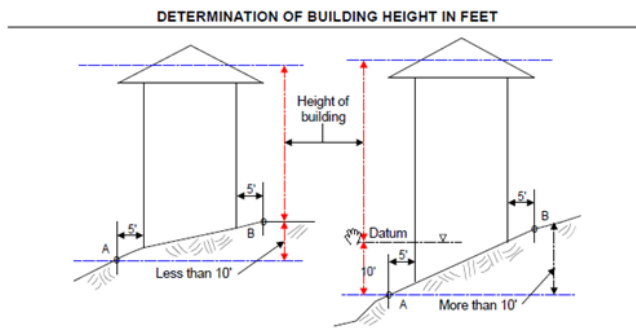 DETERMINATION OF BUILDING HEIGHT IN FEET
Height of
building
5'
5'
A
B
Less than 10'
5'
B
Datum
5'
10'
A
More than 10'